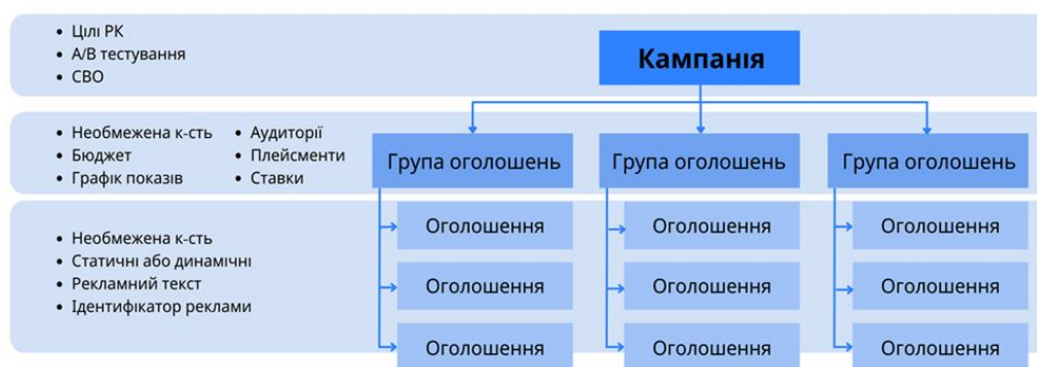 • Цілі РК
• А/В тестування
• СВО
Кампанія
• Необмежена к-сть
• Бюджет
• Графік показів
• Аудиторії
• Плейсменти
• Ставки
Група оголошень
Група оголошень
Група оголошень
• Необмежена к-сть
• Статичні або динамічні
• Рекламний текст
• Ідентифікатор реклами
Оголошення
Оголошення
Оголошення
Оголошення
Оголошення
Оголошення
Оголошення
Оголошення
Оголошення